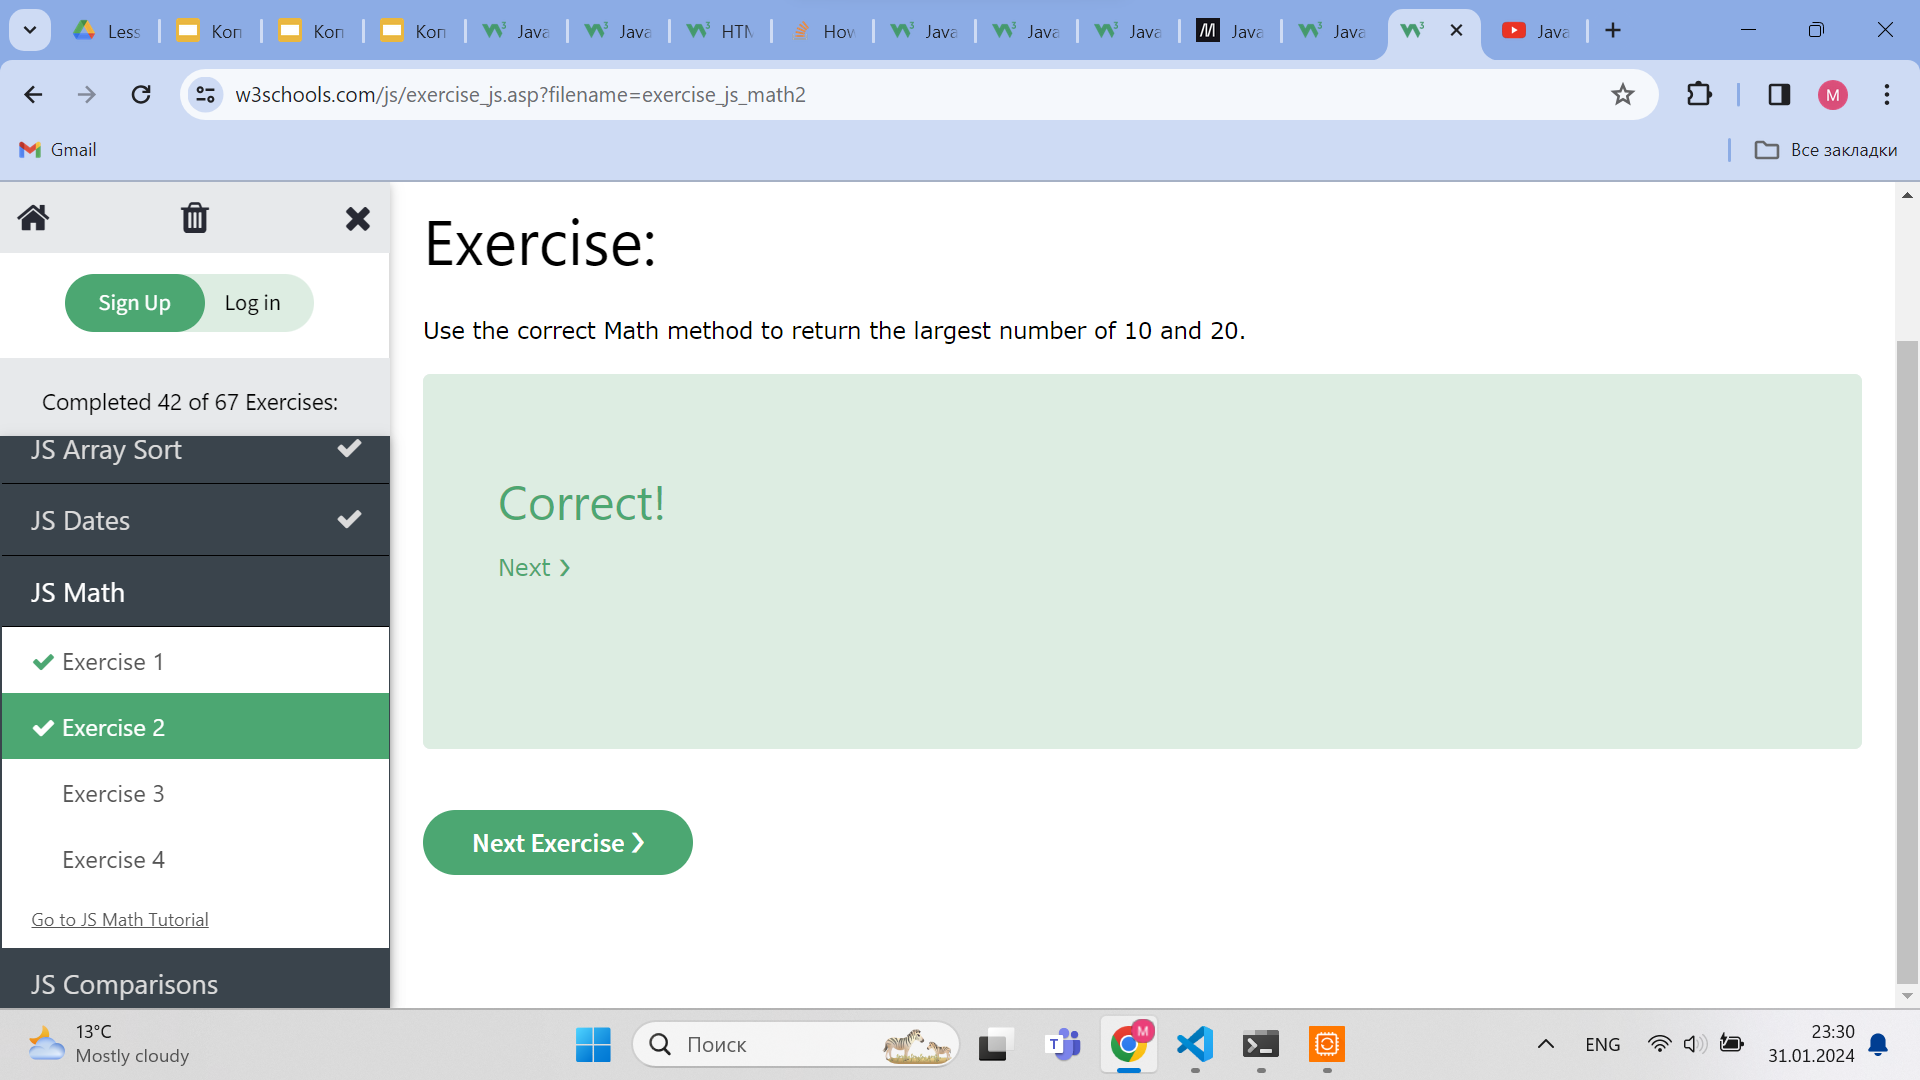 Less
Kon
Kon
Kon
Java
Java
HTM
How
Java
Java
Java
Java
Java
Java
w3schools.com/js/exercise_js.asp?filename=exercise_js_math2
M
Gmail
Все закладки
Sign Up
Log in
Completed 42 of 67 Exercises:
JS Array Sort
JS Dates
JS Math
Exercise 1
Exercise 2
Exercise 3
Exercise 4
Go to JS Math Tutorial
JS Comparisons
Exercise:
Use the correct Math method to return the largest number of 10 and 20.
Correct!
Next ❯
Next Exercise ❯
13°C
Mostly cloudy
Поиск
ENG
23:30
31.01.2024